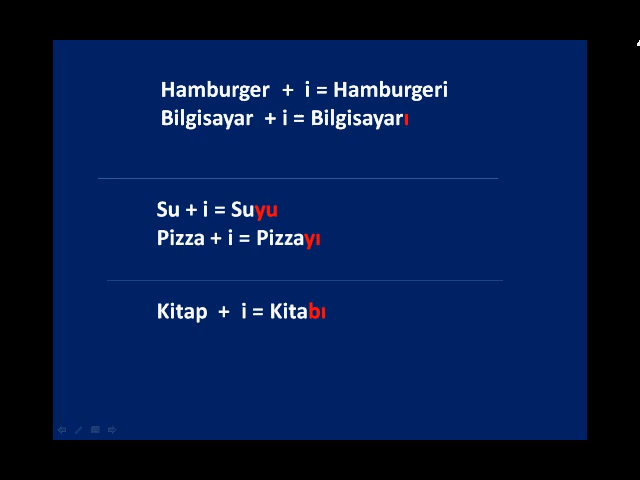 Hamburger + i = Hamburgeri
Bilgisayar + i = Bilgisayarı
Su + i = Suyu
Pizza + i = Pizzayı
Kitap + i = Kitabı